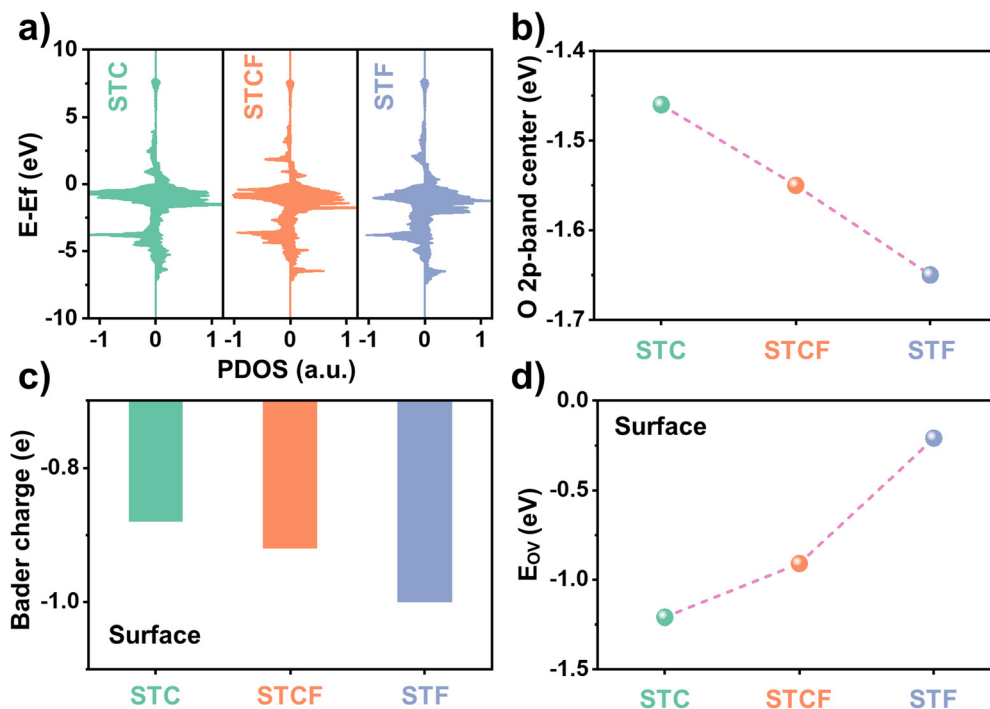 a)
10
5
0
-5
-10
E-Ef (eV)
STC
STCF
STF
-1 0 1 -1 0 1 -1 0 1
PDOS (a.u.)
b)
-1.4
-1.5
-1.6
-1.7
O 2p-band center (eV)
STC STCF STF
c)
-0.8
-1.0
Bader charge (e)
Surface
STC STCF STF
d)
0.0
-0.5
-1.0
-1.5
EOV (eV)
Surface
STC STCF STF